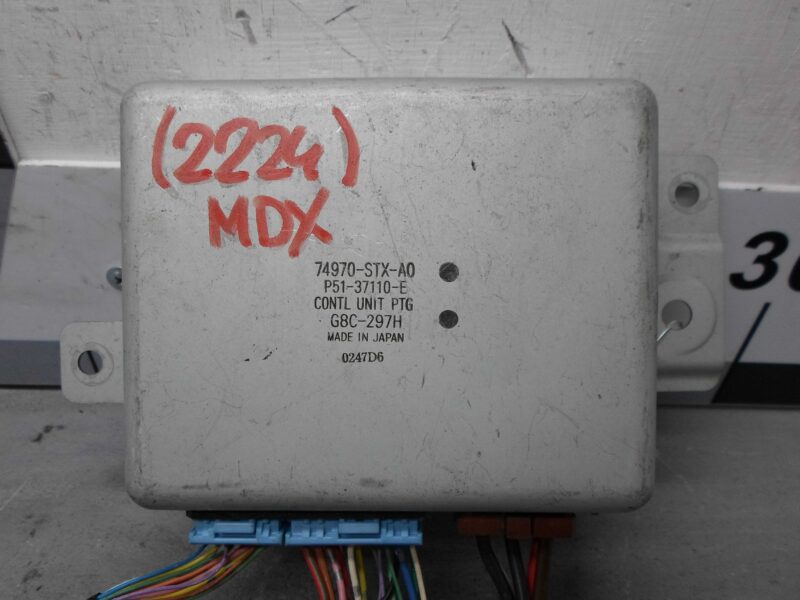 (2224)
MDX
74970-STX-A0
P51-37110-E
CONTL UNIT PTG
G8C-297H
MADE IN JAPAN
0247D6